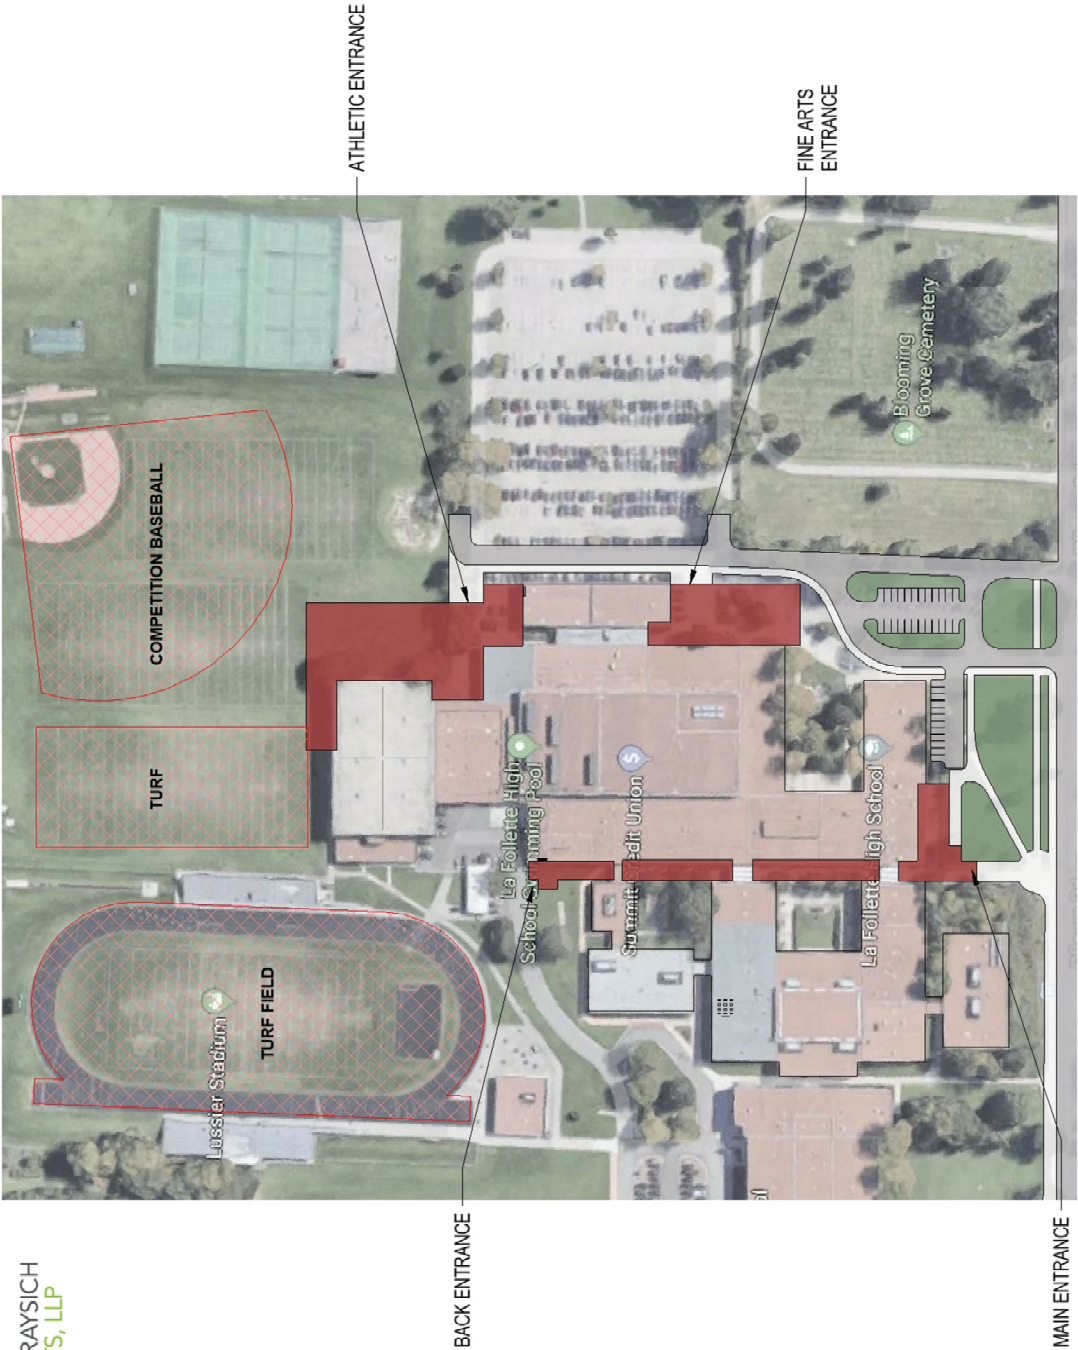 RAYSICH
S, LLP
COMPETITION BASEBALL
TURF
Lussier Stadium
TURF FIELD
ATHLETIC ENTRANCE
BACK ENTRANCE
La Follette High
School Swimming Pool
Summit Credit Union
FINE ARTS
ENTRANCE
La Follette High School
Blooming
Grove Cemetery
MAIN ENTRANCE